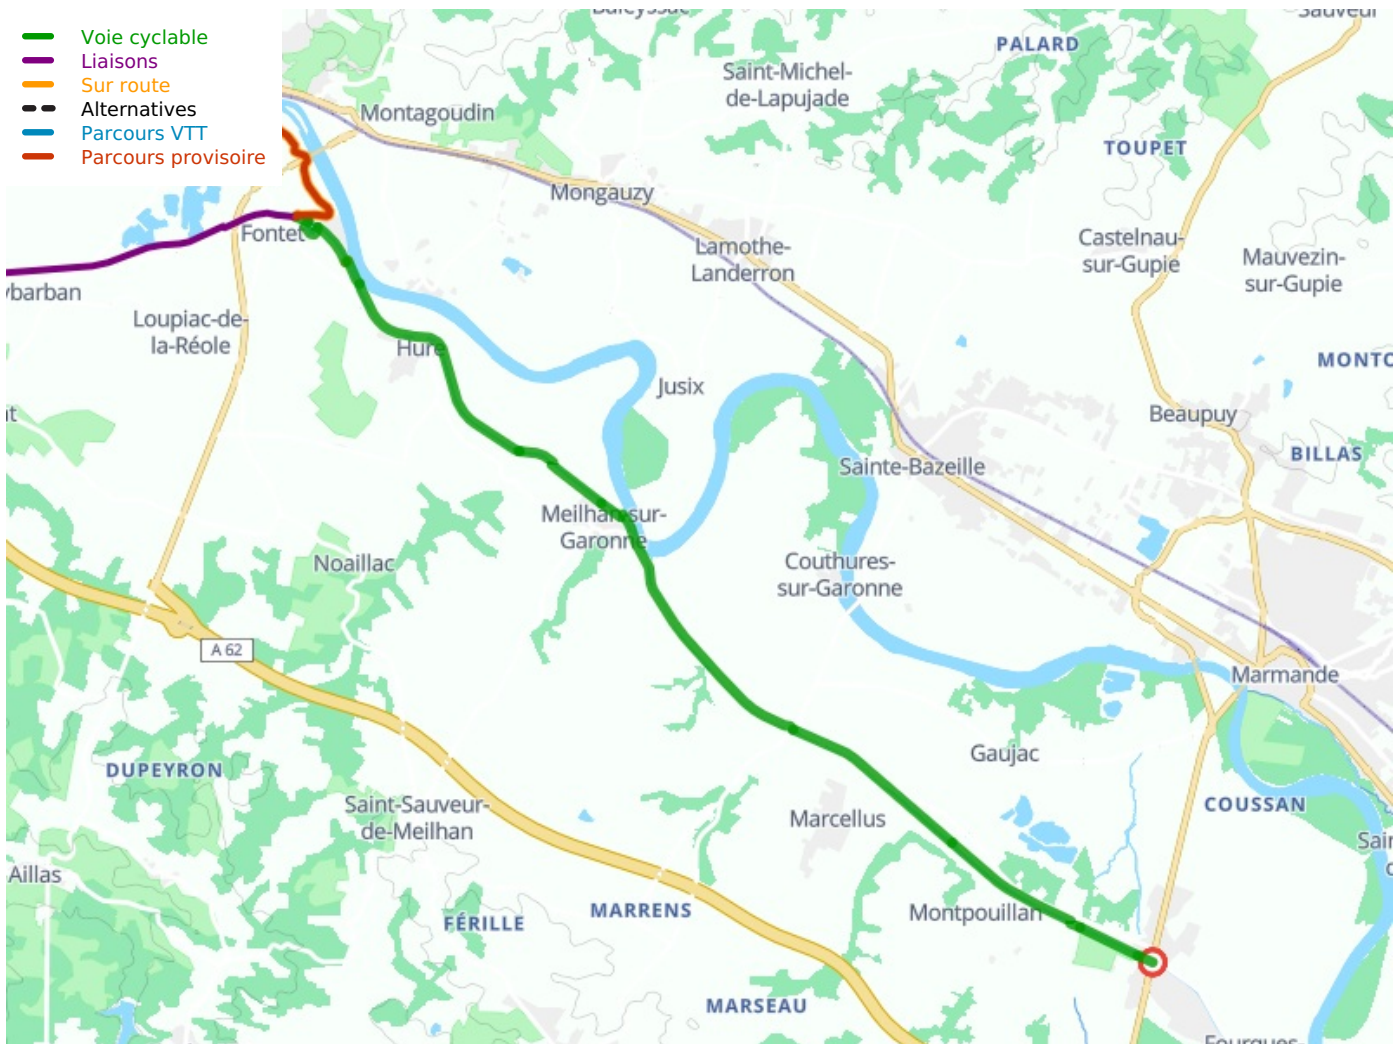 Voie cyclable
Liaisons
Sur route
Alternatives
Parcours VTT
Parcours provisoire
PALARD
Saint-Michel-
de-Lapujade
Montagoudin
TOUPET
Mongauzy
Fontet
Lamothe-
Landerron
Castelnau-
sur-Gupie
Mauvezin-
sur-Gupie
ybarban
Loupiac-de-
la-Réole
Hure
Jusix
MONTC
Beaupuy
BILLAS
Sainte-Bazeille
Meilhan-sur-
Garonne
Noaillac
Couthures-
sur-Garonne
A 62
Marmande
Gaujac
DUPEYRON
Saint-Sauveur-
de-Meilhan
COUSSAN
Marcellus
Aillas
Montpouillan
FÉRILLE
MARRENS
MARSEAU
Fourques-